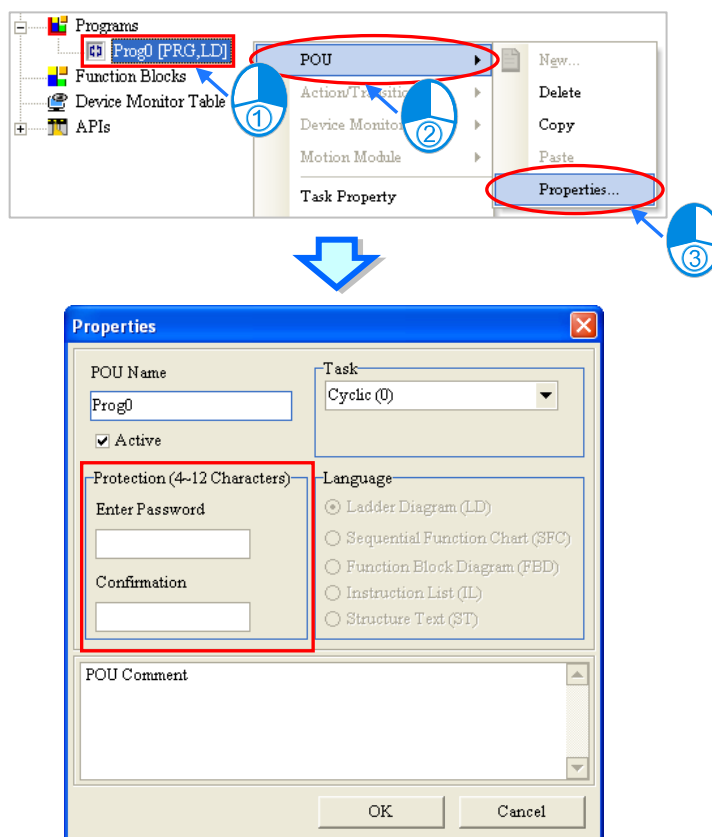 Programs
Prog0 [PRG,LD]
Function Blocks
Device Monitor Table
APIs
POU
Action/Transition
Device Monitor
Motion Module
Task Property
New...
Delete
Copy
Paste
Properties...
1
2
3
Properties
POU Name
Prog0
Active
Task
Cyclic (0)
Protection (4~12 Characters)
Enter Password
Confirmation
Language
Ladder Diagram (LD)
Sequential Function Chart (SFC)
Function Block Diagram (FBD)
Instruction List (IL)
Structure Text (ST)
POU Comment
OK
Cancel